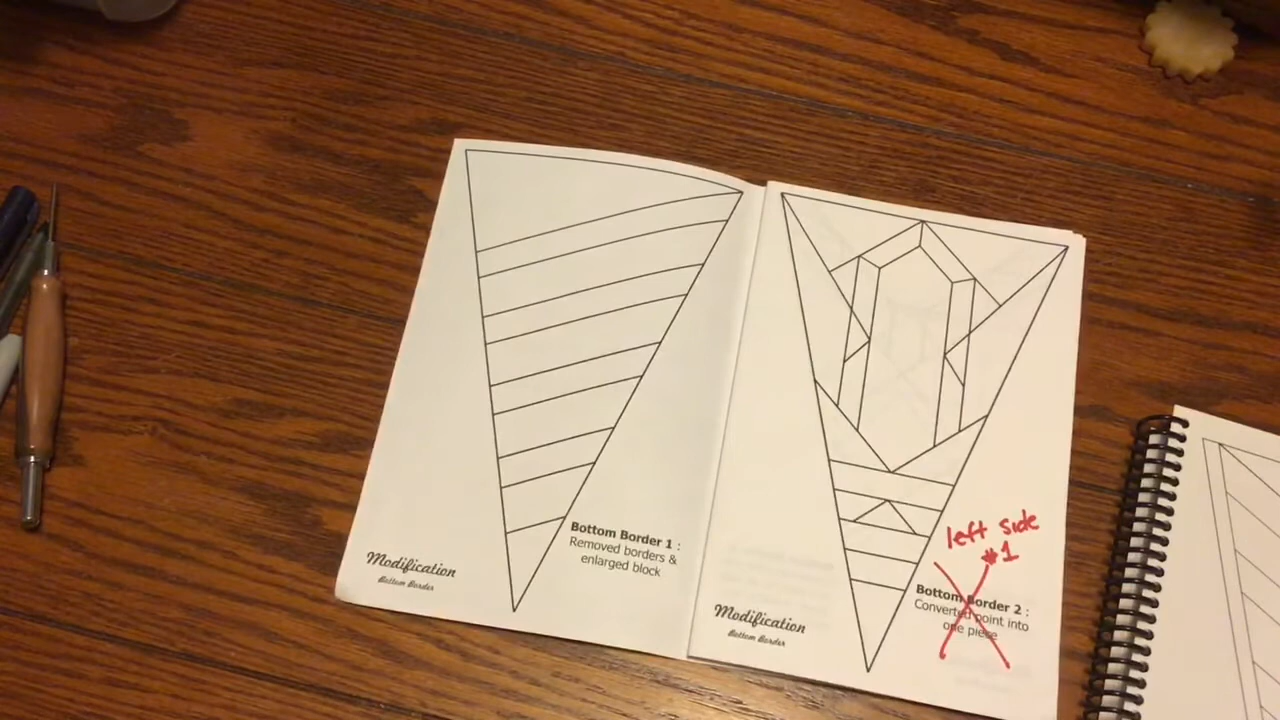 Bottom Border 1 :
Removed borders &
enlarged block
Modification
Bottom Border
left side
#1
Bottom Border 2 :
Converted point into
one piece
Modification
Bottom Border